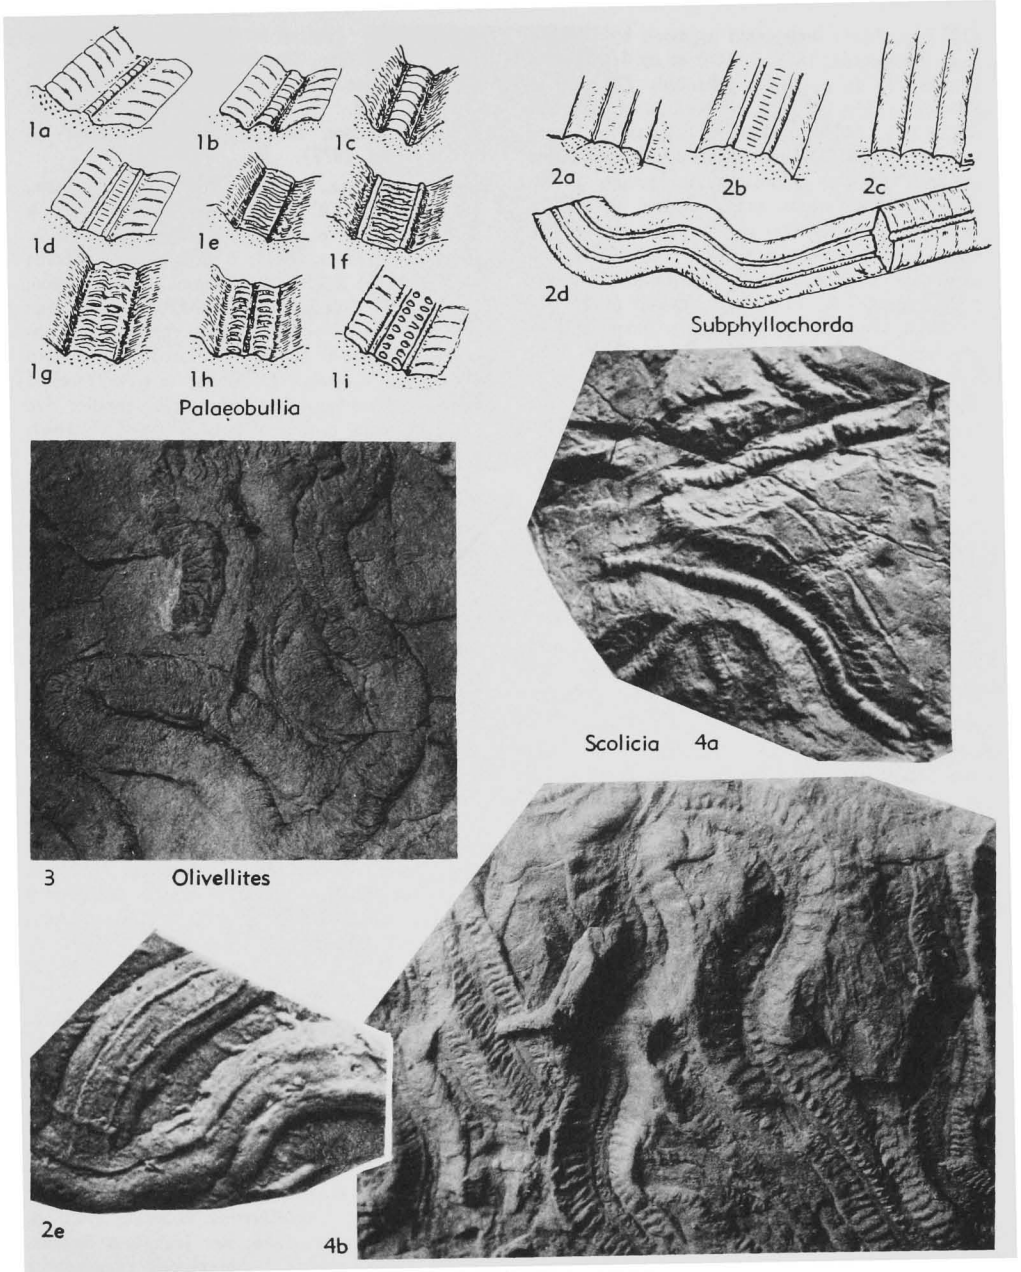 1a
1b
1c
1d
1e
1f
1g
1h
1i
Palaeobullia
2a
2b
2c
2d
Subphyllochorda
3
Olivellites
Scolicia 4a
2e
4b